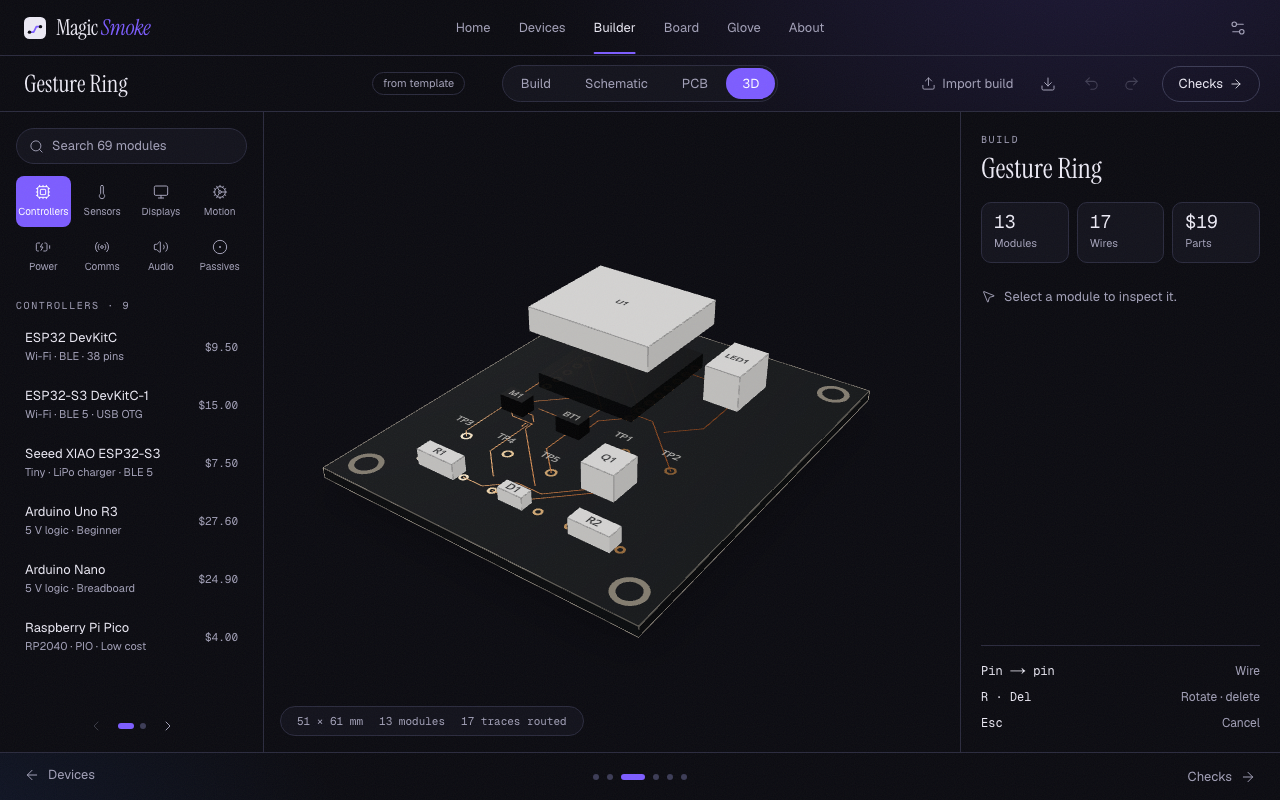 Magic Smoke
Home
Devices
Builder
Board
Glove
About
Gesture Ring
from template
Build
Schematic
PCB
3D
Import build
Checks
Search 69 modules
Controllers
Sensors
Displays
Motion
Power
Comms
Audio
Passives
CONTROLLERS · 9
ESP32 DevKitC
Wi-Fi · BLE · 38 pins
$9.50
ESP32-S3 DevKitC-1
Wi-Fi · BLE 5 · USB OTG
$15.00
Seeed XIAO ESP32-S3
Tiny · LiPo charger · BLE 5
$7.50
Arduino Uno R3
5 V logic · Beginner
$27.60
Arduino Nano
5 V logic · Breadboard
$24.90
Raspberry Pi Pico
RP2040 · PIO · Low cost
$4.00
U1
LED1
M1
BT1
TP3
TP4
TP5
TP1
TP2
R1
Q1
D1
R2
51 × 61 mm
13 modules
17 traces routed
BUILD
Gesture Ring
13
Modules
17
Wires
$19
Parts
Select a module to inspect it.
Pin → pin
Wire
R · Del
Rotate · delete
Esc
Cancel
Devices
Checks